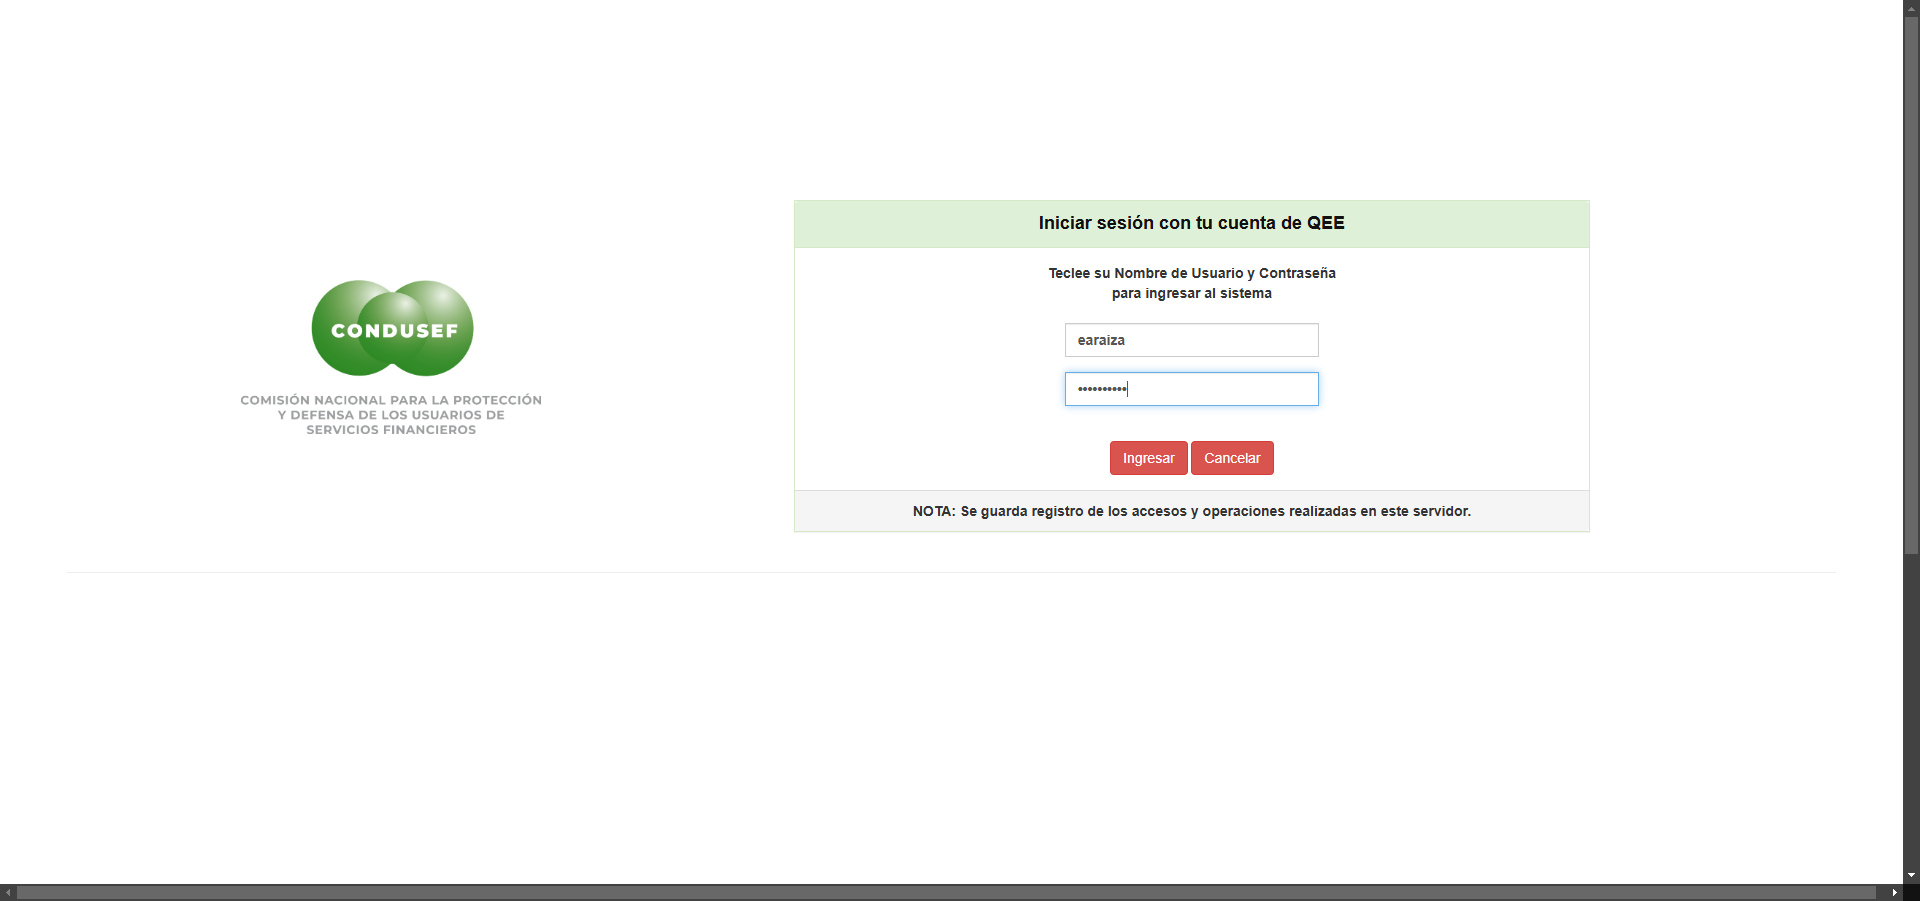 CONDUSEF
COMISIÓN NACIONAL PARA LA PROTECCIÓN
Y DEFENSA DE LOS USUARIOS DE
SERVICIOS FINANCIEROS
Iniciar sesión con tu cuenta de QEE
Teclee su Nombre de Usuario y Contraseña
para ingresar al sistema
earaiza
••••••••••
Ingresar Cancelar
NOTA: Se guarda registro de los accesos y operaciones realizadas en este servidor.